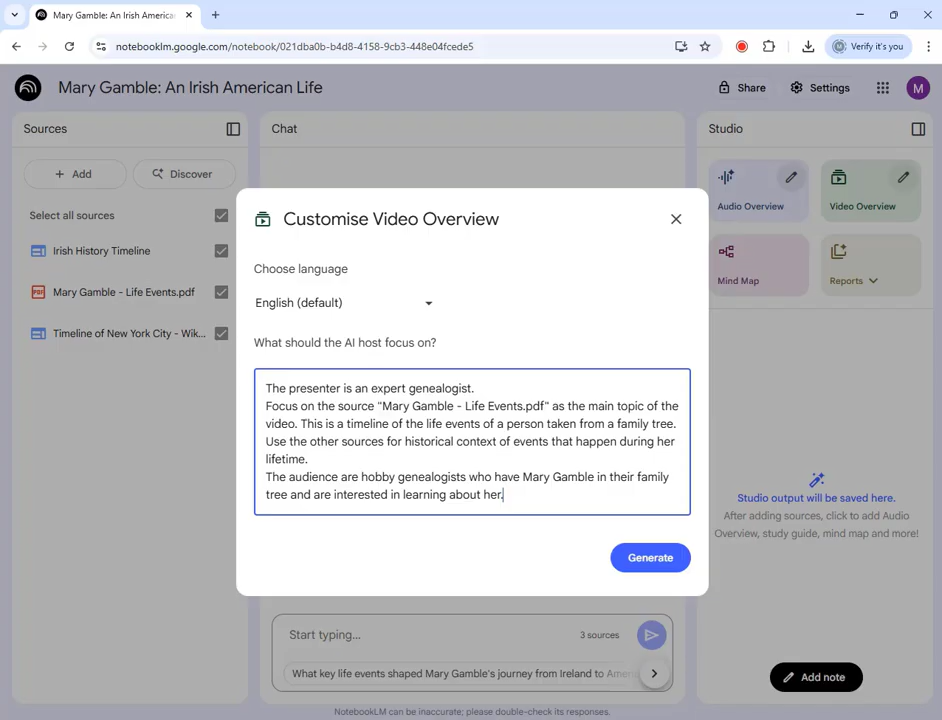 Mary Gamble: An Irish America
notebooklm.google.com/notebook/021dba0b-b4d8-4158-9cb3-448e04fcede5
Verify it's you
Mary Gamble: An Irish American Life
Share
Settings
M
Sources
Chat
Studio
Add
Discover
Select all sources
Irish History Timeline
PDF
Mary Gamble - Life Events.pdf
Timeline of New York City - Wik...
Audio Overview
Video Overview
Mind Map
Reports
Customise Video Overview
Choose language
English (default)
What should the AI host focus on?
The presenter is an expert genealogist.
Focus on the source "Mary Gamble - Life Events.pdf" as the main topic of the
video. This is a timeline of the life events of a person taken from a family tree.
Use the other sources for historical context of events that happen during her
lifetime.
The audience are hobby genealogists who have Mary Gamble in their family
tree and are interested in learning about her.
Generate
Studio output will be saved here.
After adding sources, click to add Audio
Overview, study guide, mind map and more!
Start typing...
3 sources
What key life events shaped Mary Gamble's journey from Ireland to Ameri
Add note
NotebookLM can be inaccurate; please double-check its responses.